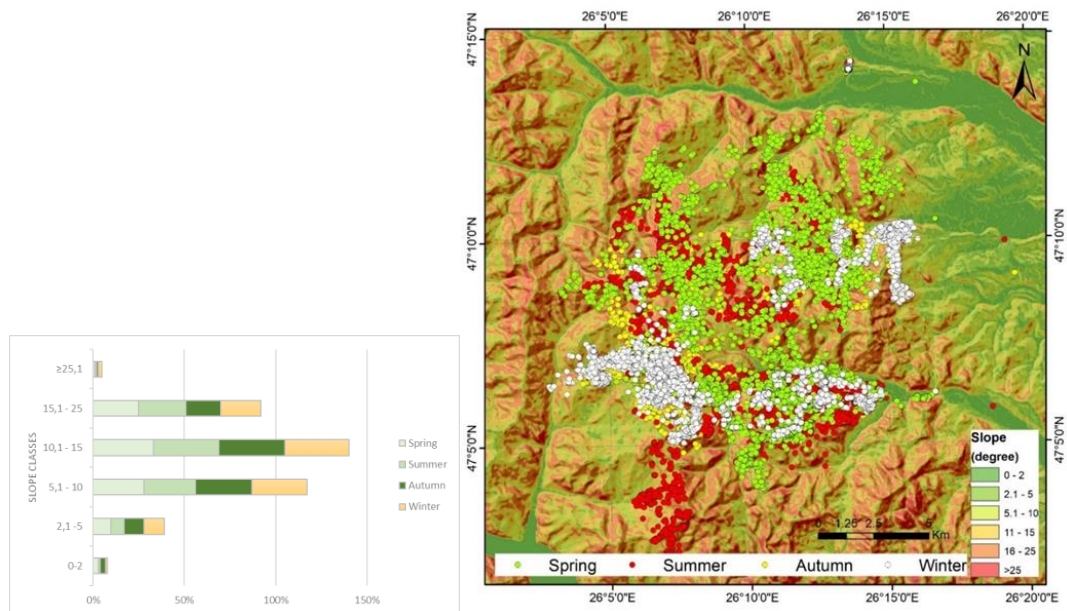 ≥25,1
15,1 - 25
10,1 - 15
5,1 - 10
2,1 - 5
0-2
SLOPE CLASSES
0%
50%
100%
150%
Spring
Summer
Autumn
Winter
26°5'0"E
26°10'0"E
26°15'0"E
26°20'0"E
47°15'0"N
47°10'0"N
47°5'0"N
47°15'0"N
47°10'0"N
47°5'0"N
N
0 1.25 2.5 5
Km
Slope
(degree)
0 - 2
2.1 - 5
5.1 - 10
11 - 15
16 - 25
>25
Spring Summer Autumn Winter
26°5'0"E
26°10'0"E
26°15'0"E
26°20'0"E